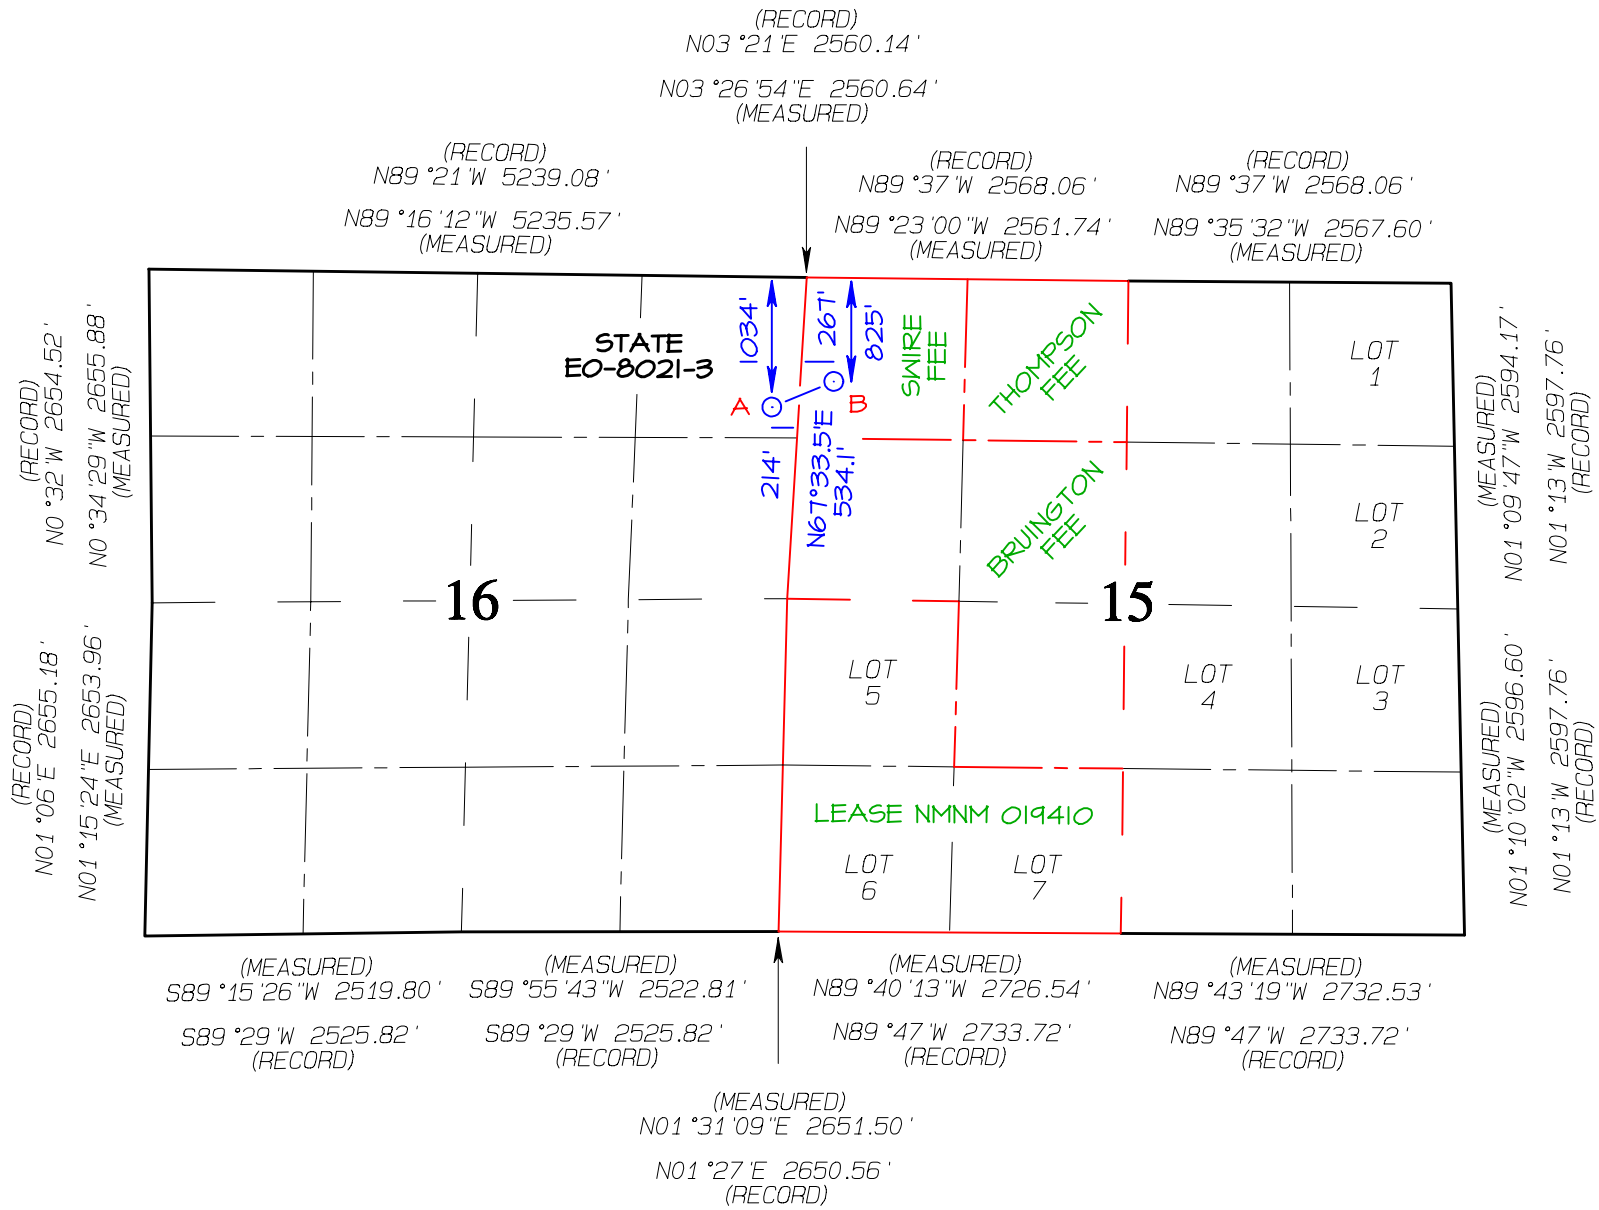 (RECORD)
N03°21'E 2560.14'
N03°26'54"E 2560.64'
(MEASURED)
(RECORD)
N89°21'W 5239.08'
N89°16'12"W 5235.57'
(MEASURED)
(RECORD)
N89°37'W 2568.06'
N89°23'00"W 2561.74'
(MEASURED)
(RECORD)
N89°37'W 2568.06'
N89°35'32"W 2567.60'
(MEASURED)
(RECORD)
N0°32'W 2654.52'
N0°34'29"W 2655.88'
(MEASURED)
(RECORD)
N01°06'E 2655.18'
N01°15'24"E 2653.96'
(MEASURED)
STATE
EO-8021-3
1034'
267'
825'
A
B
214'
N67°33.5'E
534.1'
SWIRE
FEE
THOMPSON
FEE
BRUINGTON
FEE
LOT
1
LOT
2
16
15
LOT
5
LOT
4
LOT
3
LEASE NMNM 019410
LOT
6
LOT
7
(MEASURED)
N01°09'47"W 2594.17'
N01°13'W 2597.76'
(RECORD)
(MEASURED)
N01°10'02"W 2596.60'
N01°13'W 2597.76'
(RECORD)
(MEASURED)
S89°15'26"W 2519.80'
S89°29'W 2525.82'
(RECORD)
(MEASURED)
S89°55'43"W 2522.81'
S89°29'W 2525.82'
(RECORD)
(MEASURED)
N89°40'13"W 2726.54'
N89°47'W 2733.72'
(RECORD)
(MEASURED)
N89°43'19"W 2732.53'
N89°47'W 2733.72'
(RECORD)
(MEASURED)
N01°31'09"E 2651.50'
N01°27'E 2650.56'
(RECORD)